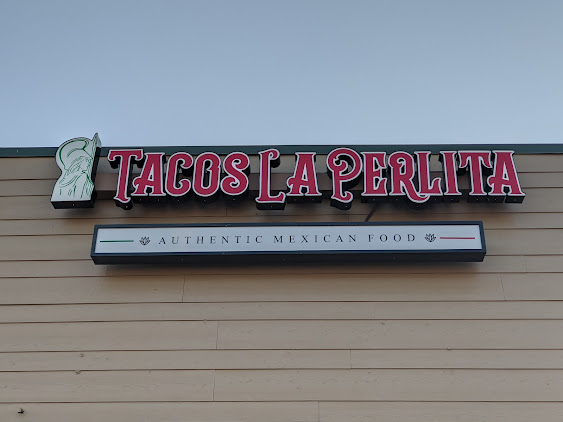 TACOS LA PERLITA
AUTHENTIC MEXICAN FOOD